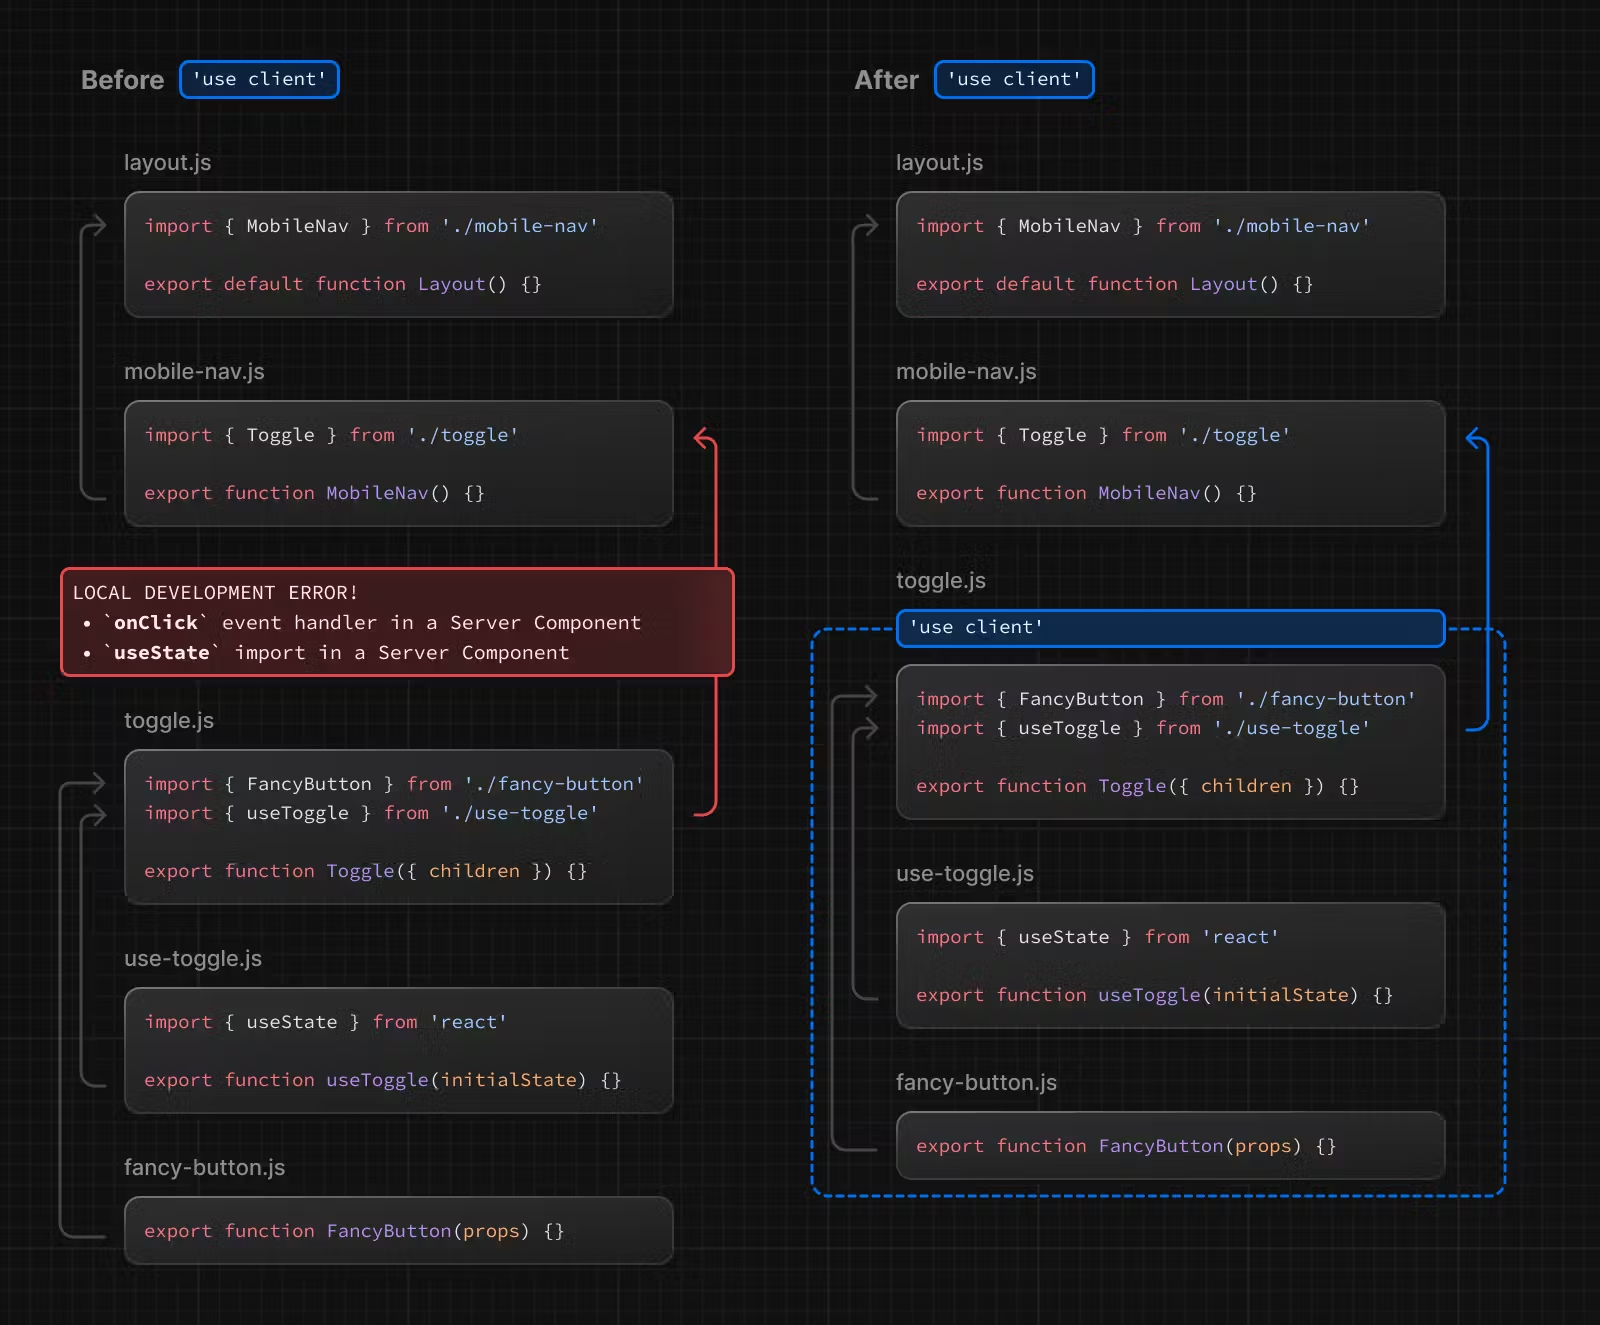 Before 'use client'
layout.js
import { MobileNav } from './mobile-nav'
export default function Layout() {}
mobile-nav.js
import { Toggle } from './toggle'
export function MobileNav() {}
LOCAL DEVELOPMENT ERROR!
• `onClick` event handler in a Server Component
• `useState` import in a Server Component
toggle.js
import { FancyButton } from './fancy-button'
import { useToggle } from './use-toggle'
export function Toggle({ children }) {}
use-toggle.js
import { useState } from 'react'
export function useToggle(initialState) {}
fancy-button.js
export function FancyButton(props) {}
After 'use client'
layout.js
import { MobileNav } from './mobile-nav'
export default function Layout() {}
mobile-nav.js
import { Toggle } from './toggle'
export function MobileNav() {}
toggle.js
'use client'
import { FancyButton } from './fancy-button'
import { useToggle } from './use-toggle'
export function Toggle({ children }) {}
use-toggle.js
import { useState } from 'react'
export function useToggle(initialState) {}
fancy-button.js
export function FancyButton(props) {}